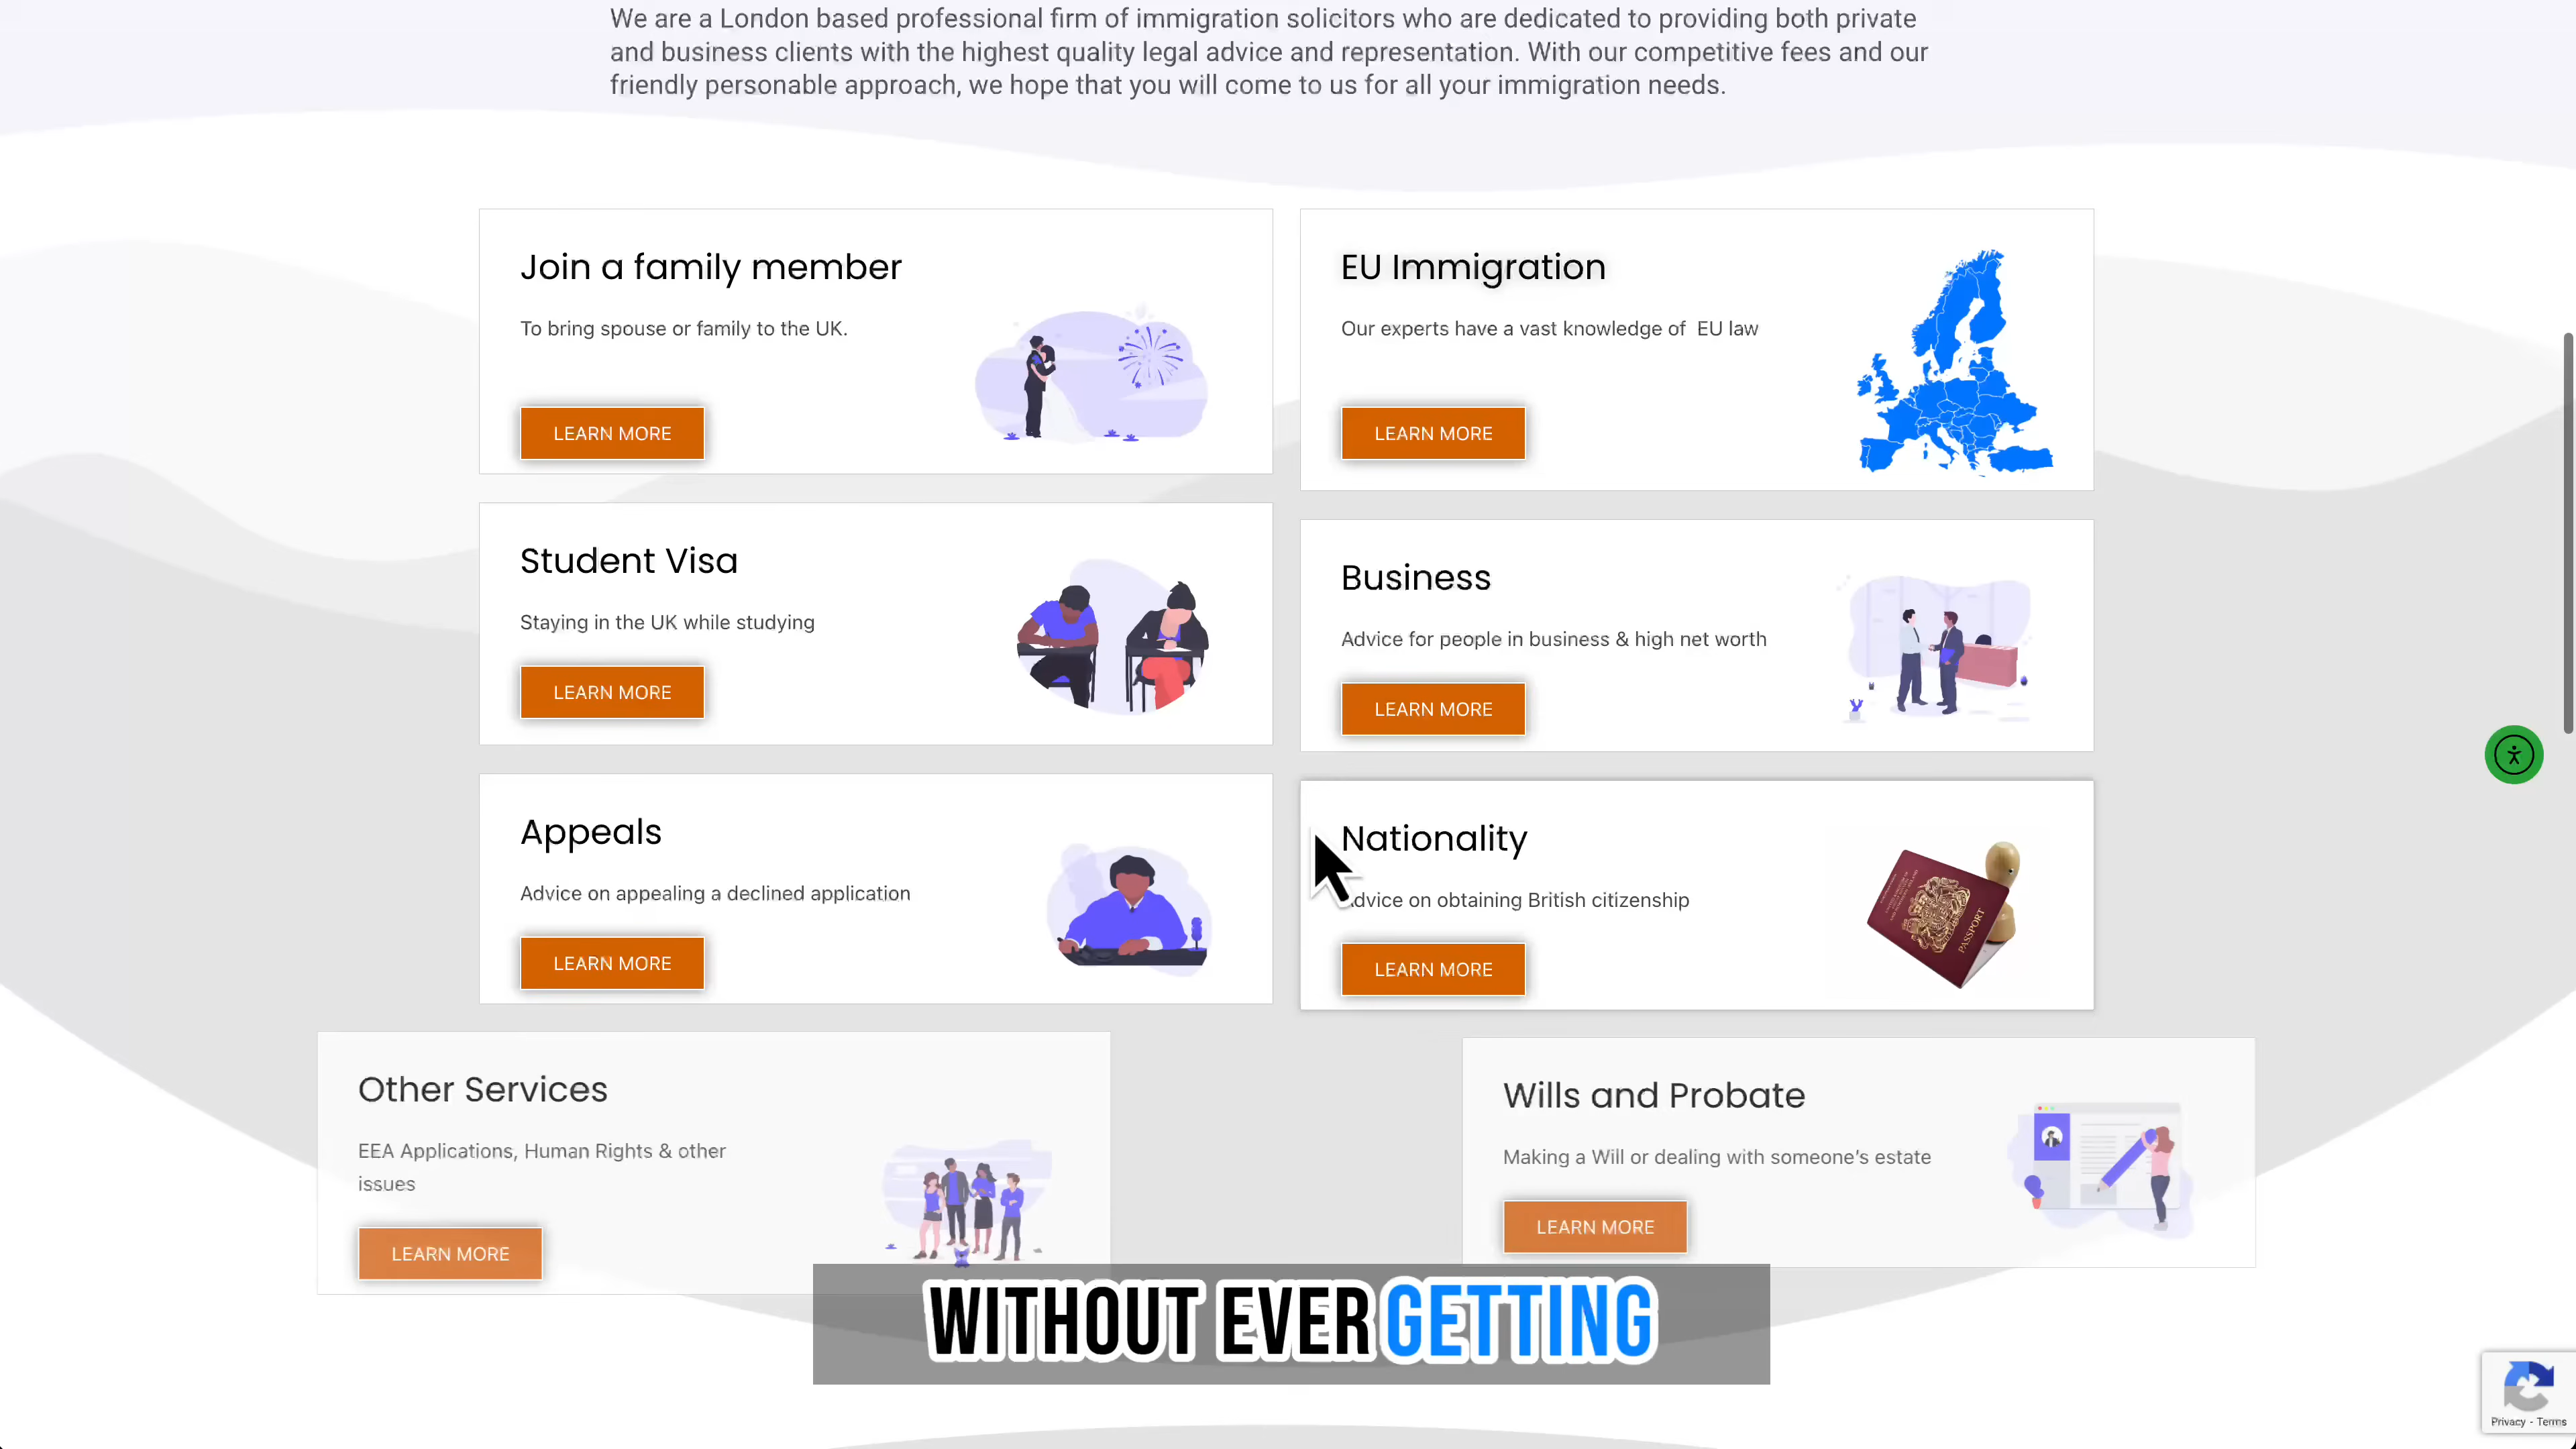 We are a London based professional firm of immigration solicitors who are dedicated to providing both private
and business clients with the highest quality legal advice and representation. With our competitive fees and our
friendly personable approach, we hope that you will come to us for all your immigration needs.
Join a family member
To bring spouse or family to the UK.
LEARN MORE
EU Immigration
Our experts have a vast knowledge of EU law
LEARN MORE
Student Visa
Staying in the UK while studying
LEARN MORE
Business
Advice for people in business & high net worth
LEARN MORE
Appeals
Advice on appealing a declined application
LEARN MORE
Nationality
dvice on obtaining British citizenship
LEARN MORE
PASSPORT
Other Services
EEA Applications, Human Rights & other
issues
LEARN MORE
Wills and Probate
Making a Will or dealing with someone's estate
LEARN MORE
WITHOUT EVER GETTING
Privacy - Terms